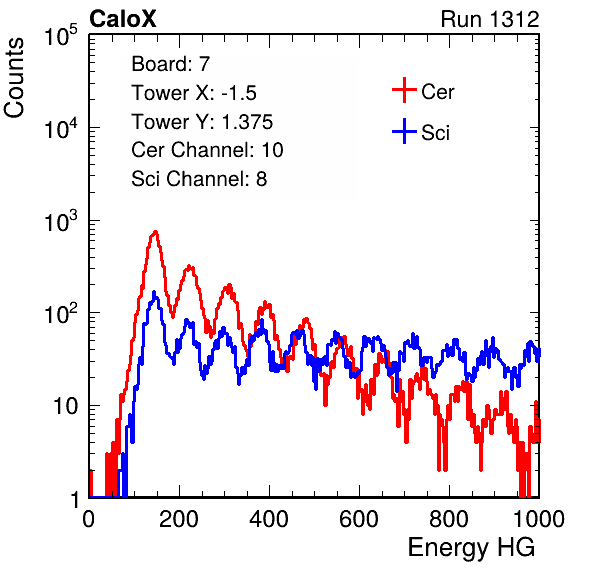 CaloX Run 1312
Counts
10^5
10^4
10^3
10^2
10
1
Board: 7
Tower X: -1.5
Tower Y: 1.375
Cer Channel: 10
Sci Channel: 8
Cer
Sci
0 200 400 600 800 1000
Energy HG